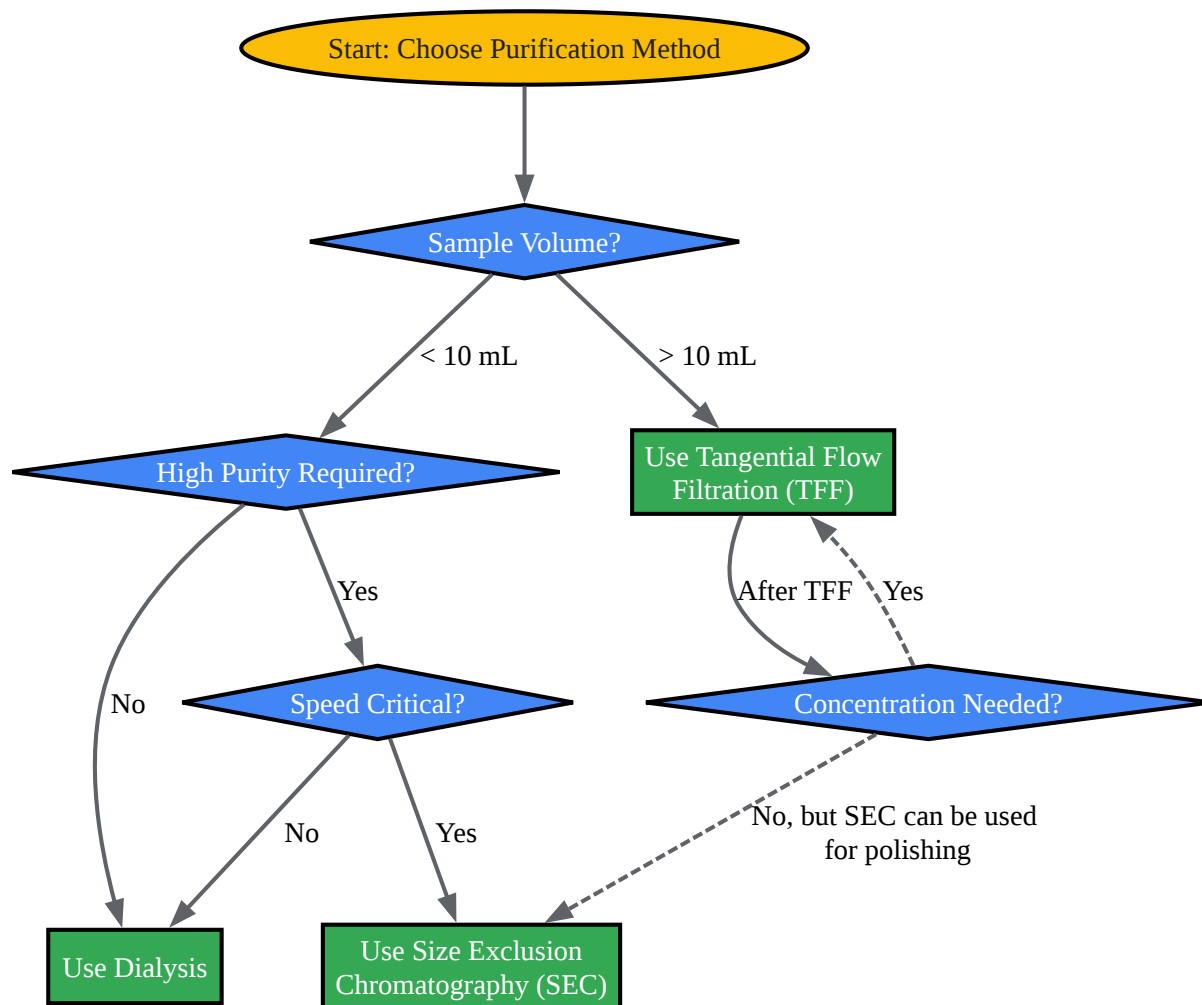 Start: Choose Purification Method
Sample Volume?
< 10 mL
> 10 mL
High Purity Required?
Use Tangential Flow
Filtration (TFF)
Yes
After TFF
Yes
No
Speed Critical?
Concentration Needed?
No
Yes
No, but SEC can be used
for polishing
Use Dialysis
Use Size Exclusion
Chromatography (SEC)